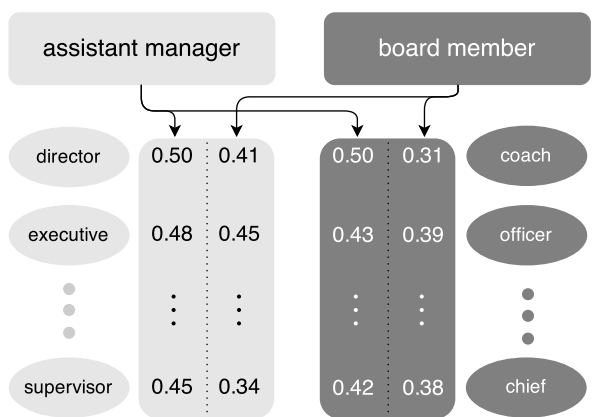 assistant manager board member
director 0.50 0.41 0.50 0.31 coach
executive 0.48 0.45 0.43 0.39 officer
supervisor 0.45 0.34 0.42 0.38 chief